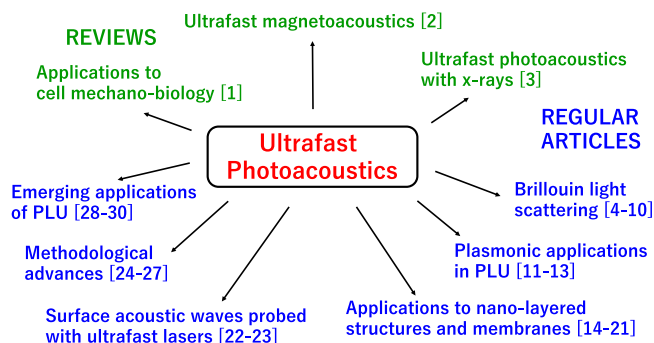 Ultrafast magnetoacoustics [2]
REVIEWS
Applications to
cell mechano-biology [1]
Ultrafast photoacoustics
with x-rays [3]
REGULAR
ARTICLES
Ultrafast
Photoacoustics
Emerging applications
of PLU [28-30]
Brillouin light
scattering [4-10]
Methodological
advances [24-27]
Plasmonic applications
in PLU [11-13]
Surface acoustic waves probed
with ultrafast lasers [22-23]
Applications to nano-layered
structures and membranes [14-21]